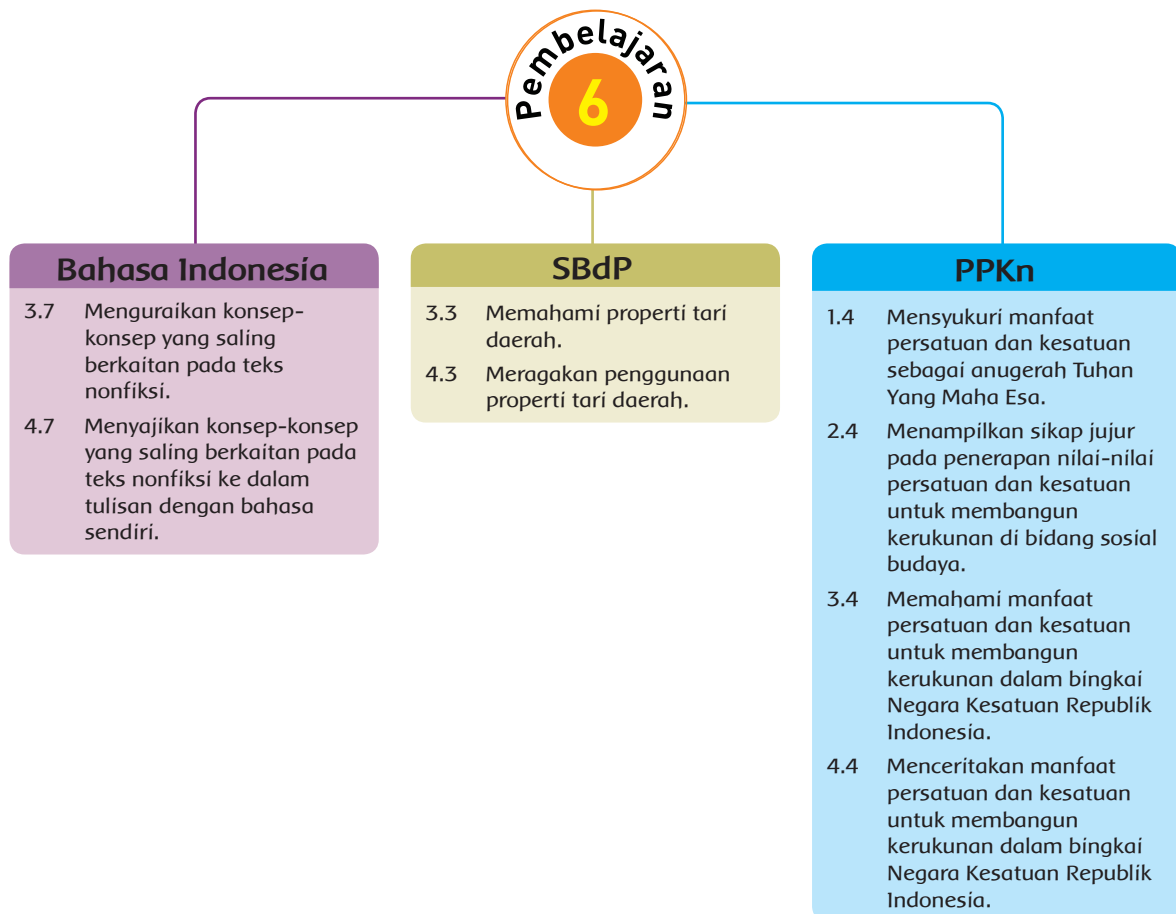 Pembelajaran
6
Bahasa Indonesia
3.7 Menguraikan konsep-
konsep yang saling
berkaitan pada teks
nonfiksi.
4.7 Menyajikan konsep-konsep
yang saling berkaitan pada
teks nonfiksi ke dalam
tulisan dengan bahasa
sendiri.
SBdP
3.3 Memahami properti tari
daerah.
4.3 Meragakan penggunaan
properti tari daerah.
PPKn
1.4 Mensyukuri manfaat
persatuan dan kesatuan
sebagai anugerah Tuhan
Yang Maha Esa.
2.4 Menampilkan sikap jujur
pada penerapan nilai-nilai
persatuan dan kesatuan
untuk membangun
kerukunan di bidang sosial
budaya.
3.4 Memahami manfaat
persatuan dan kesatuan
untuk membangun
kerukunan dalam bingkai
Negara Kesatuan Republik
Indonesia.
4.4 Menceritakan manfaat
persatuan dan kesatuan
untuk membangun
kerukunan dalam bingkai
Negara Kesatuan Republik
Indonesia.